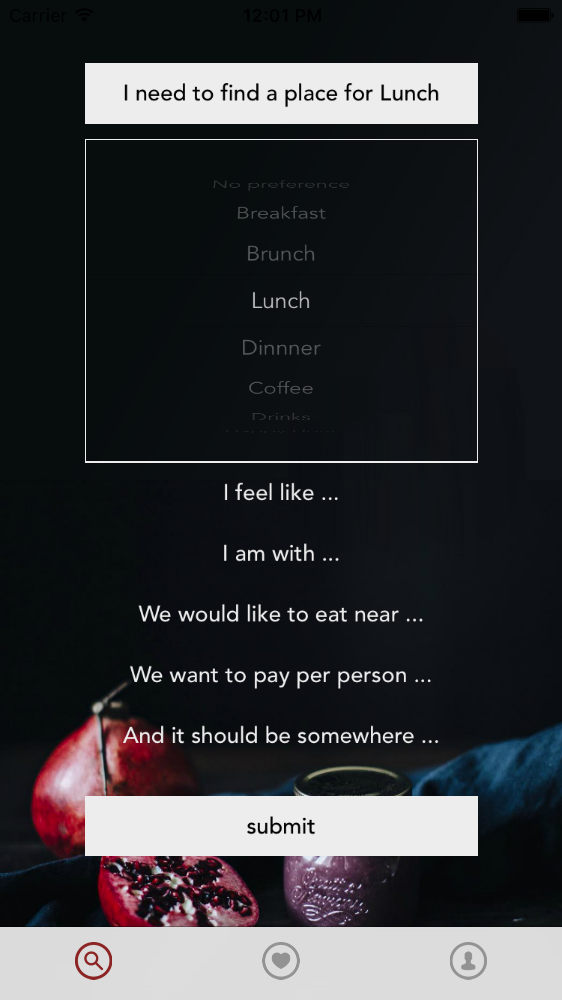 Carrier
12:01 PM
I need to find a place for Lunch
No preference
Breakfast
Brunch
Lunch
Dinnner
Coffee
Drinks
I feel like ...
I am with ...
We would like to eat near ...
We want to pay per person ...
And it should be somewhere ...
submit